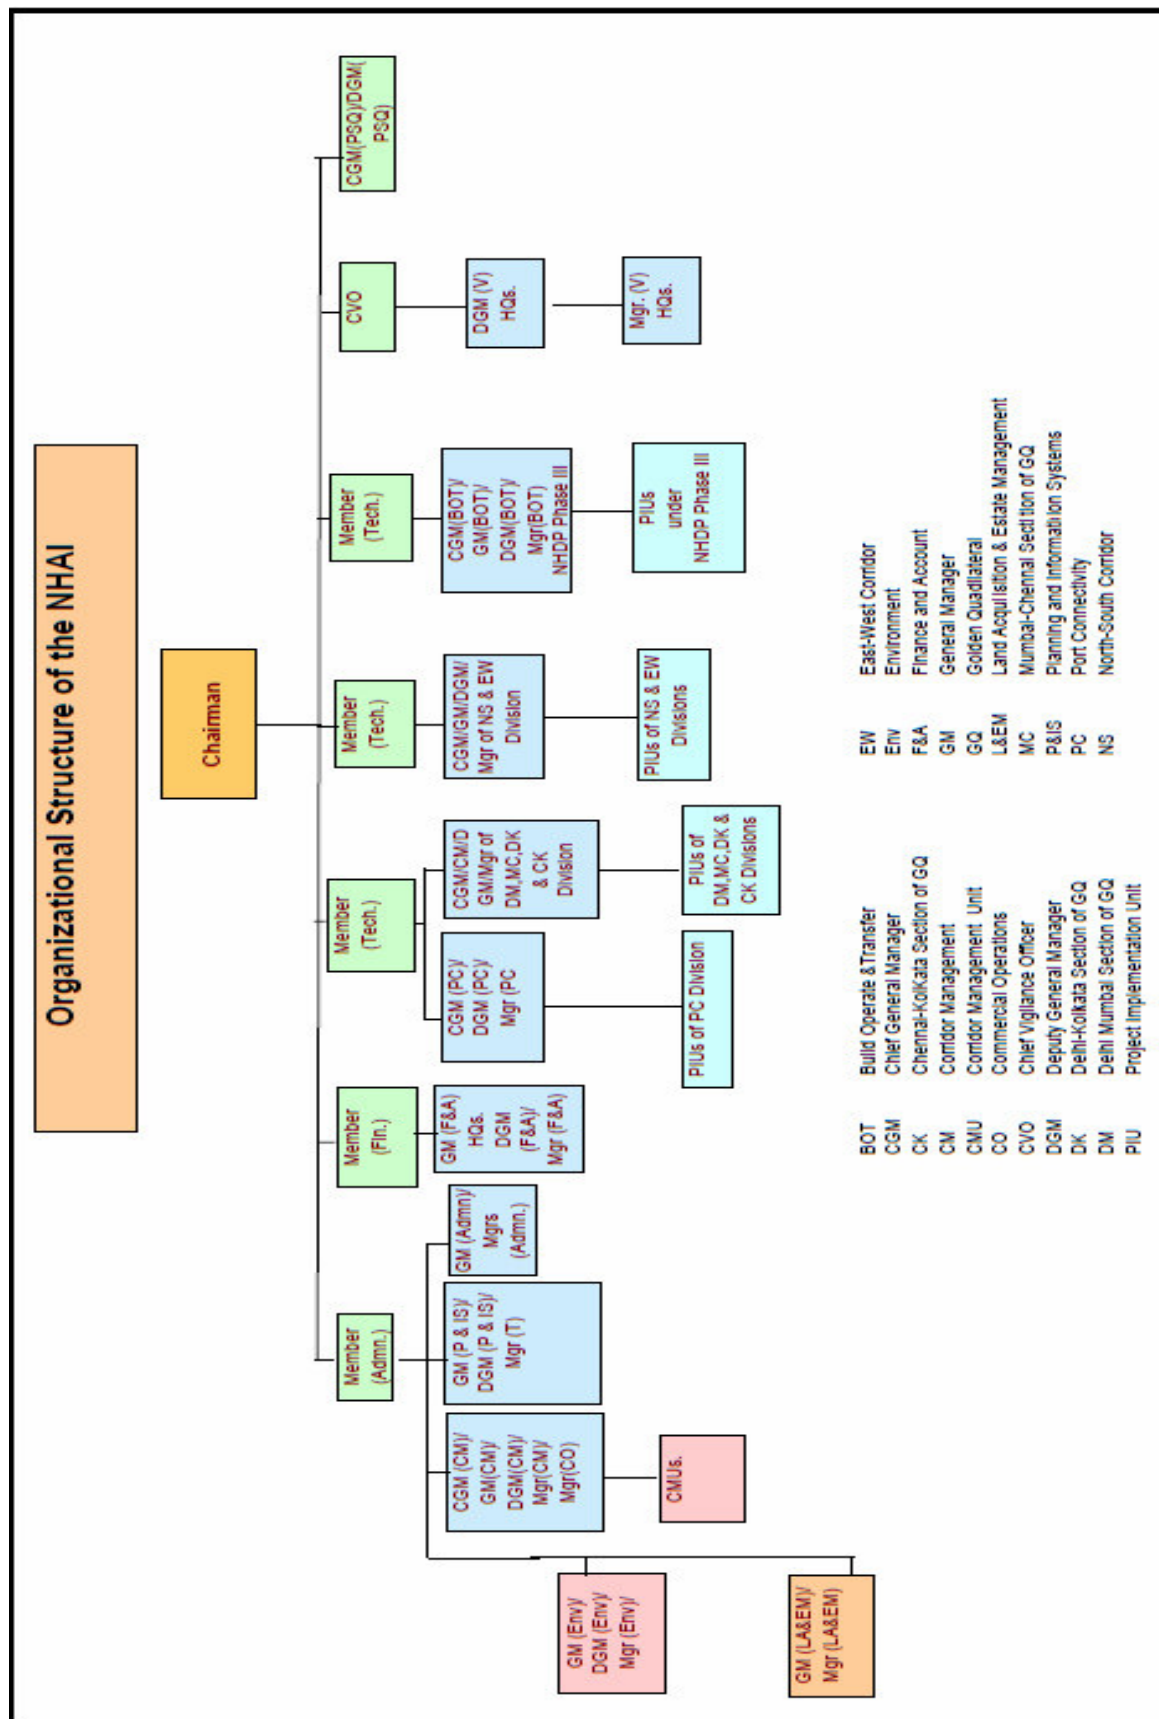 Organizational Structure of the NHAI
Chairman
Member
(Admn.)
Member
(Fin.)
Member
(Tech.)
Member
(Tech.)
Member
(Tech.)
CVO
CGM(PSQ)/DGM(
PSQ)
CGM (CM)/
GM(CM)/
DGM(CM)/
Mgr(CM)/
Mgr(CO)
GM (P & IS)/
DGM (P & IS)/
Mgr (T)
GM (Admn)/
Mgrs
(Admn.)
GM (F&A)
HQs.
DGM
(F&A)/
Mgr (F&A)
CGM (PC)/
DGM (PC)/
Mgr (PC
CGM/CM/D
GM/Mgr of
DM,MC,DK
& CK
Division
CGM/GM/DGM/
Mgr of NS & EW
Division
CGM(BOT)/
GM(BOT)/
DGM(BOT)/
Mgr(BOT)
NHDP Phase III
DGM (V)
HQs.
Mgr. (V)
HQs.
GM (Env)/
DGM (Env)/
Mgr (Env)/
CMUs.
PIUs of PC Division
PIUs of
DM,MC,DK &
CK Divisions
PIUs of NS & EW
Divisions
PIUs
under
NHDP Phase III
GM (LA&EM)/
Mgr (LA&EM)
BOT Build Operate & Transfer
CGM Chief General Manager
CK Chennai-Kolkata Section of GQ
CM Corridor Management
CMU Corridor Management Unit
CO Commercial Operations
CVO Chief Vigilance Officer
DGM Deputy General Manager
DK Delhi-Kolkata Section of GQ
DM Delhi Mumbai Section of GQ
PIU Project Implementation Unit
EW East-West Corridor
Env Environment
F&A Finance and Account
GM General Manager
GQ Golden Quadilateral
L&EM Land Acquisition & Estate Management
MC Mumbai-Chennai Section of GQ
P&IS Planning and Information Systems
PC Port Connectivity
NS North-South Corridor